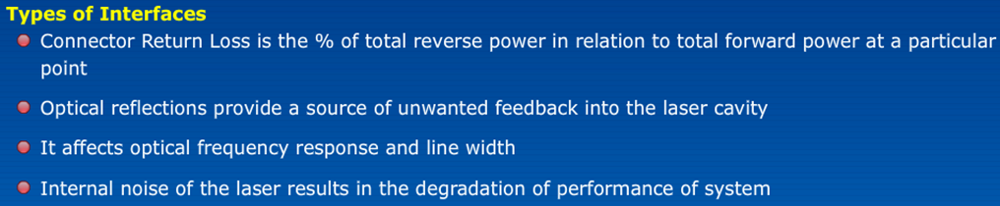 Types of Interfaces
Connector Return Loss is the % of total reverse power in relation to total forward power at a particular
point
Optical reflections provide a source of unwanted feedback into the laser cavity
It affects optical frequency response and line width
Internal noise of the laser results in the degradation of performance of system